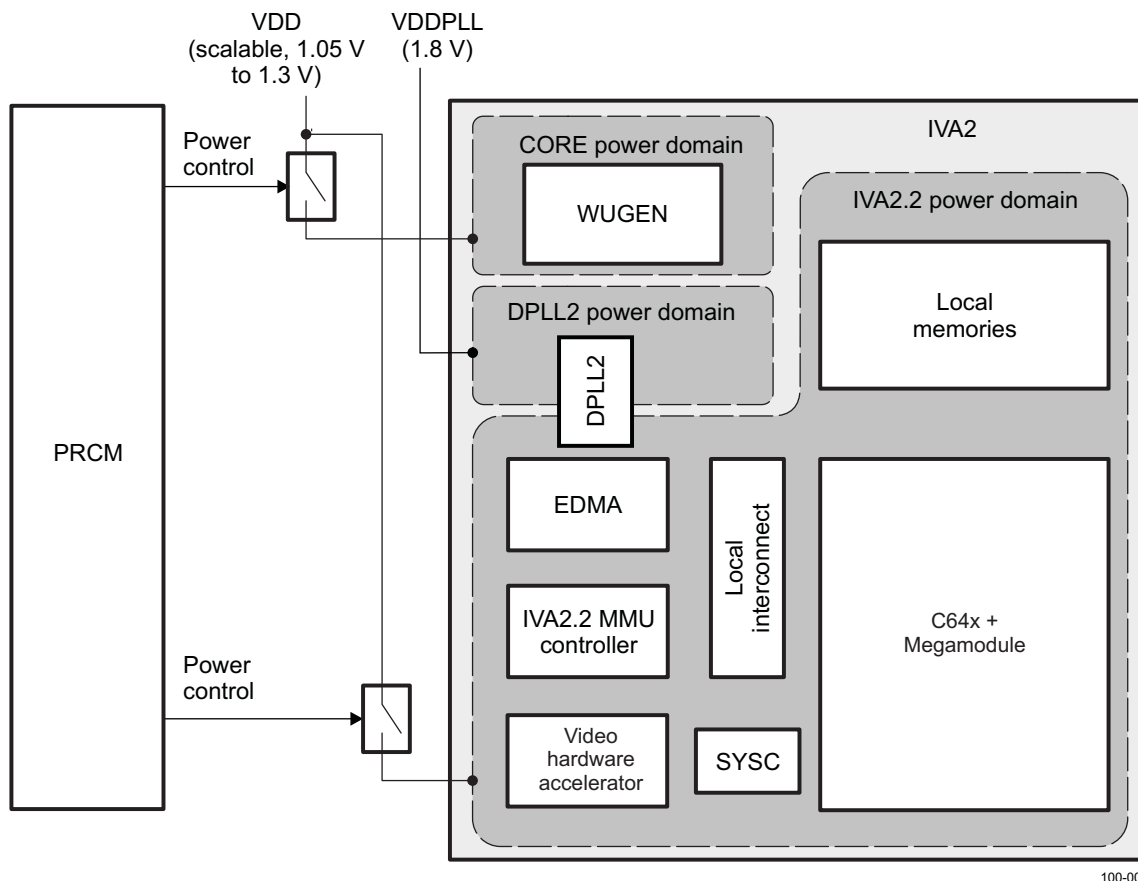 VDD
(scalable, 1.05 V
to 1.3 V)
VDDPLL
(1.8 V)
Power
control
PRCM
Power
control
IVA2
CORE power domain
WUGEN
DPLL2 power domain
DPLL2
IVA2.2 power domain
Local
memories
EDMA
Local
interconnect
IVA2.2 MMU
controller
C64x +
Megamodule
Video
hardware
accelerator
SYSC